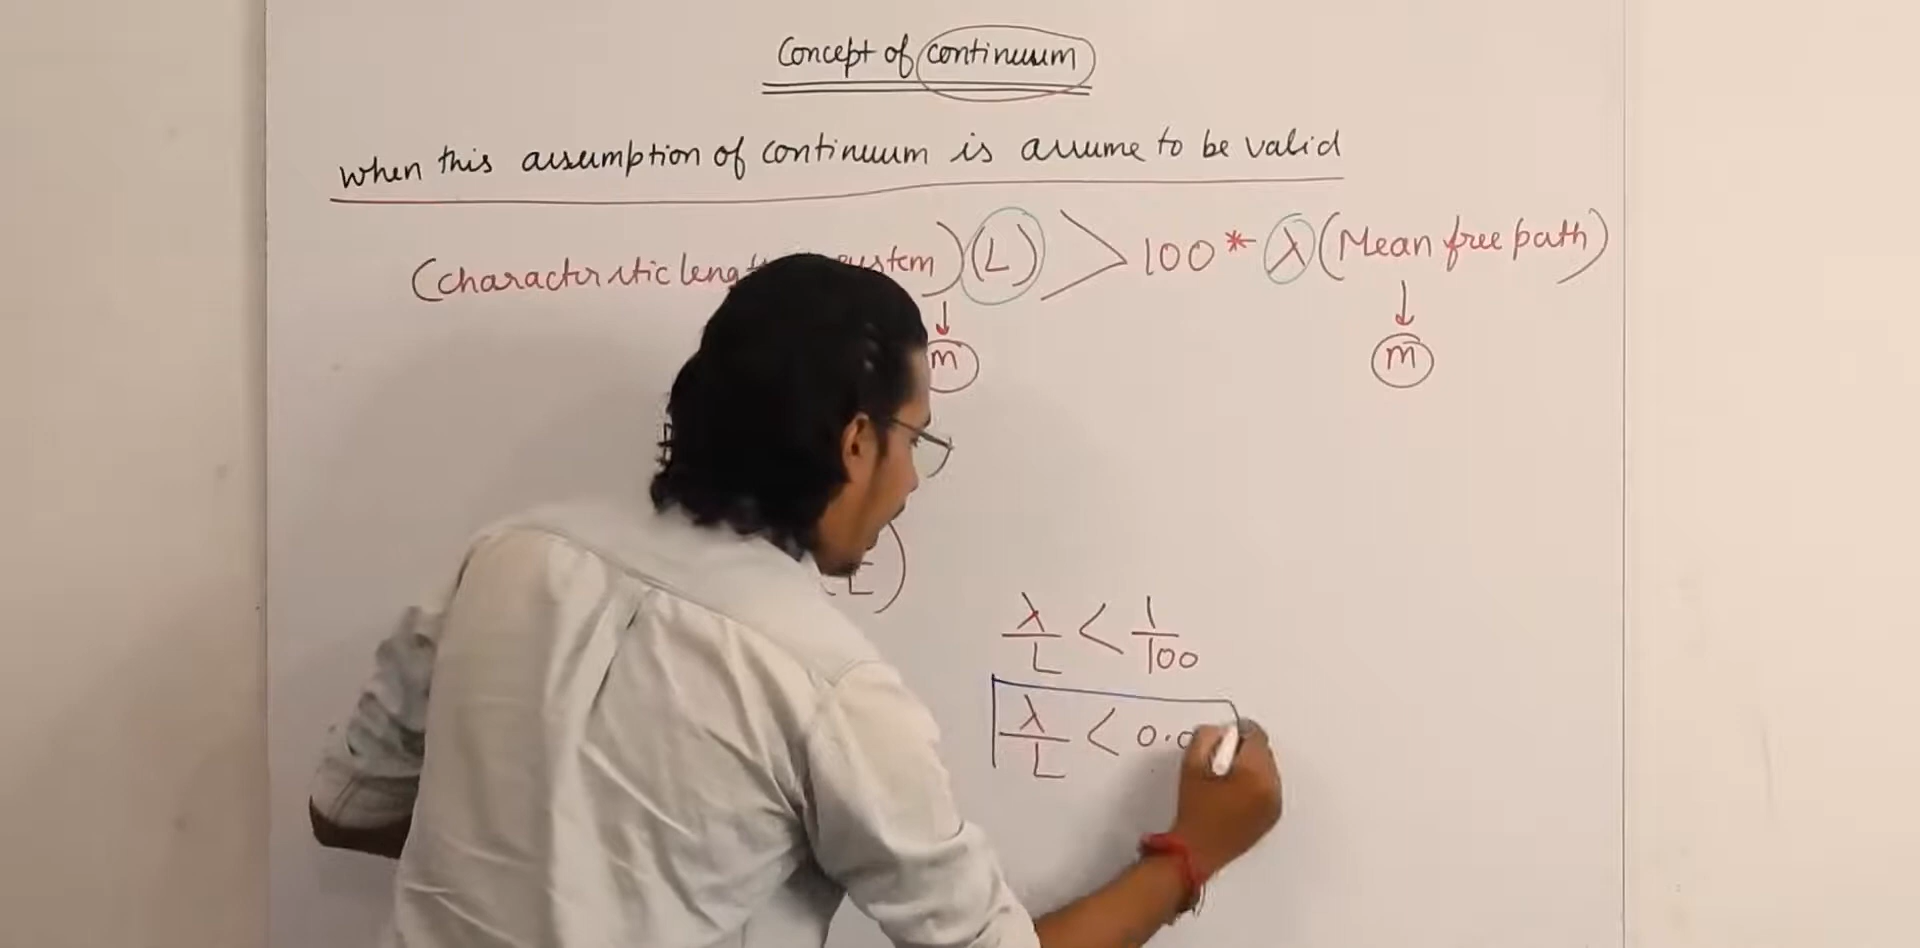 Concept of continuum
when this assumption of continuum is assume to be valid
(characteristic leng system) (L) > 100 * λ (Mean free path)
↓ ↓
m m
L)
λ/L < 1/100
λ/L < 0.0